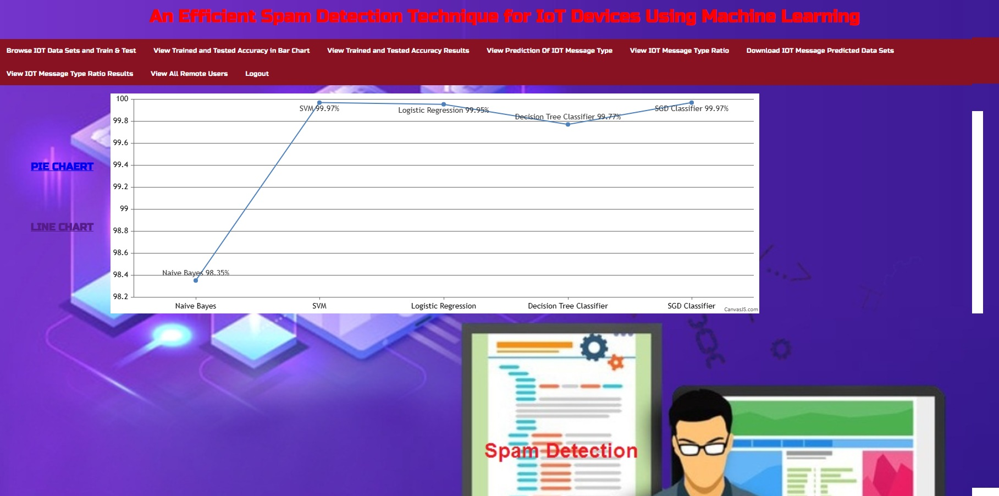 An Efficient Spam Detection Technique for IoT Devices Using Machine Learning
Browse IOT Data Sets and Train & Test View Trained and Tested Accuracy in Bar Chart View Trained and Tested Accuracy Results View Prediction Of IOT Message Type View IOT Message Type Ratio Download IOT Message Predicted Data Sets
View IOT Message Type Ratio Results View All Remote Users Logout
PIE CHAERT
LINE CHART
100
99.8
99.6
99.4
99.2
99
98.8
98.6
98.4
98.2
SVM 99.97%
Logistic Regression 99.95%
Decision Tree Classifier 99.77%
SGD Classifier 99.97%
Naive Bayes 98.35%
Naive Bayes SVM Logistic Regression Decision Tree Classifier SGD Classifier
CanvasJS.com
Spam Detection